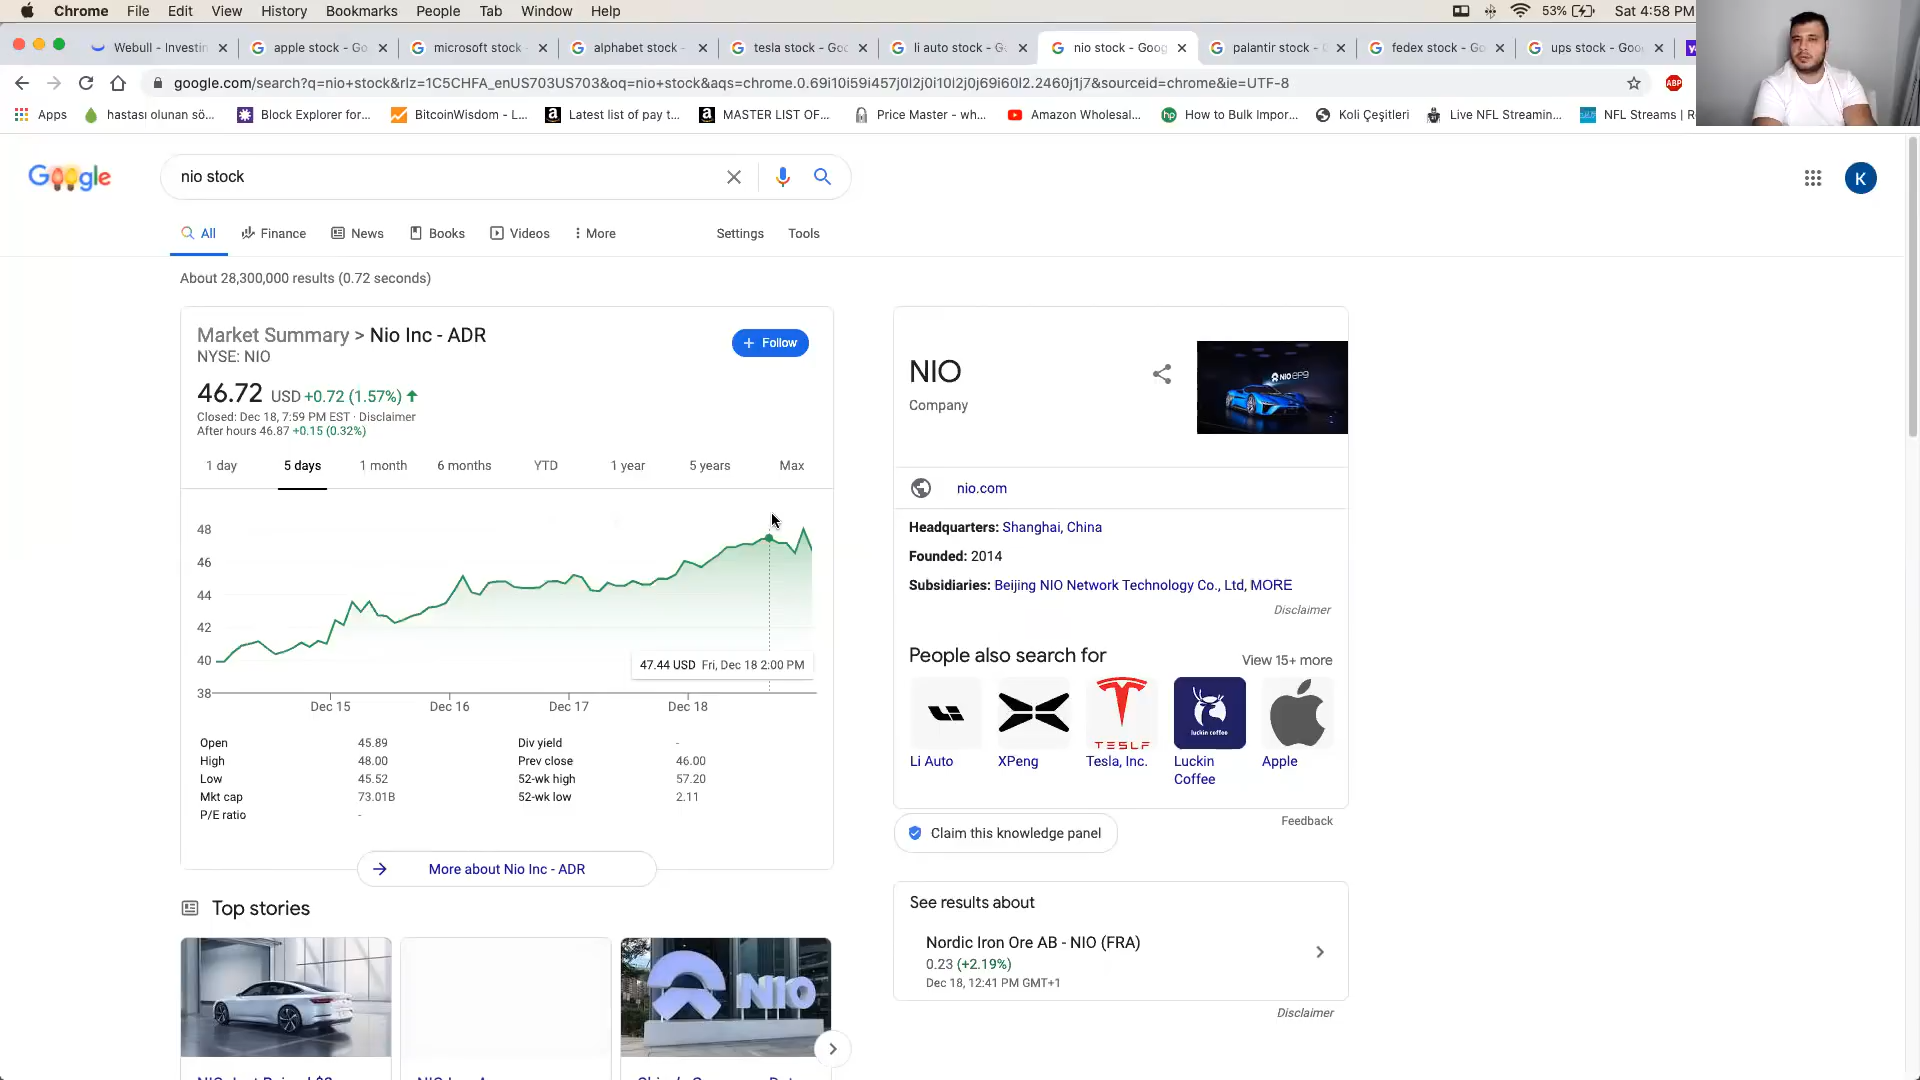 Chrome File Edit View History Bookmarks People Tab Window Help 53% Sat 4:58 PM
Webull - Investin apple stock - Go microsoft stock - alphabet stock - tesla stock - Goo li auto stock - G nio stock - Goog palantir stock - fedex stock - Go ups stock - Goo
google.com/search?q=nio+stock&rlz=1C5CHFA_enUS703US703&oq=nio+stock&aqs=chrome.0.69i10i59i457j0l2j0i10l2j0j69i60l2.2460j1j7&sourceid=chrome&ie=UTF-8 ABP
Apps hastası olunan sö... Block Explorer for... BitcoinWisdom - L... Latest list of pay t... MASTER LIST OF... Price Master - wh... Amazon Wholesal... How to Bulk Impor... Koli Çeşitleri Live NFL Streamin... NFL Streams | R
Google nio stock K
All Finance News Books Videos More Settings Tools
About 28,300,000 results (0.72 seconds)
Market Summary > Nio Inc - ADR
NYSE: NIO
+ Follow
46.72 USD +0.72 (1.57%)
Closed: Dec 18, 7:59 PM EST · Disclaimer
After hours 46.87 +0.15 (0.32%)
1 day 5 days 1 month 6 months YTD 1 year 5 years Max
48
46
44
42
40
38
47.44 USD Fri, Dec 18 2:00 PM
Dec 15 Dec 16 Dec 17 Dec 18
Open 45.89 Div yield -
High 48.00 Prev close 46.00
Low 45.52 52-wk high 57.20
Mkt cap 73.01B 52-wk low 2.11
P/E ratio -
More about Nio Inc - ADR
Top stories
NIO
NIO
Company
NIO EP9
nio.com
Headquarters: Shanghai, China
Founded: 2014
Subsidiaries: Beijing NIO Network Technology Co., Ltd, MORE
Disclaimer
People also search for View 15+ more
TESLA luckin coffee
Li Auto XPeng Tesla, Inc. Luckin Coffee Apple
Feedback
Claim this knowledge panel
See results about
Nordic Iron Ore AB - NIO (FRA)
0.23 (+2.19%)
Dec 18, 12:41 PM GMT+1
Disclaimer